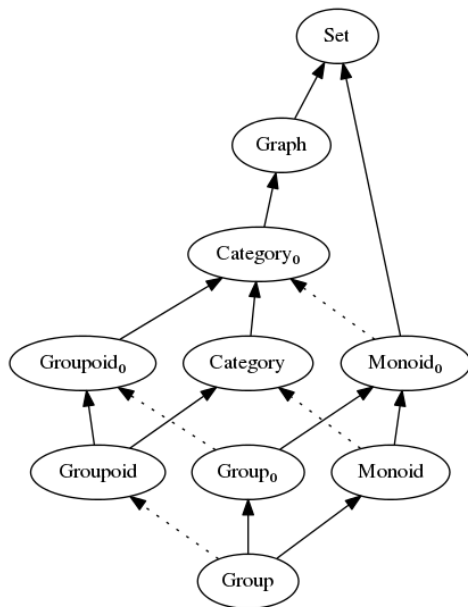 Set
Graph
Category₀
Groupoid₀
Category
Monoid₀
Groupoid
Group₀
Monoid
Group